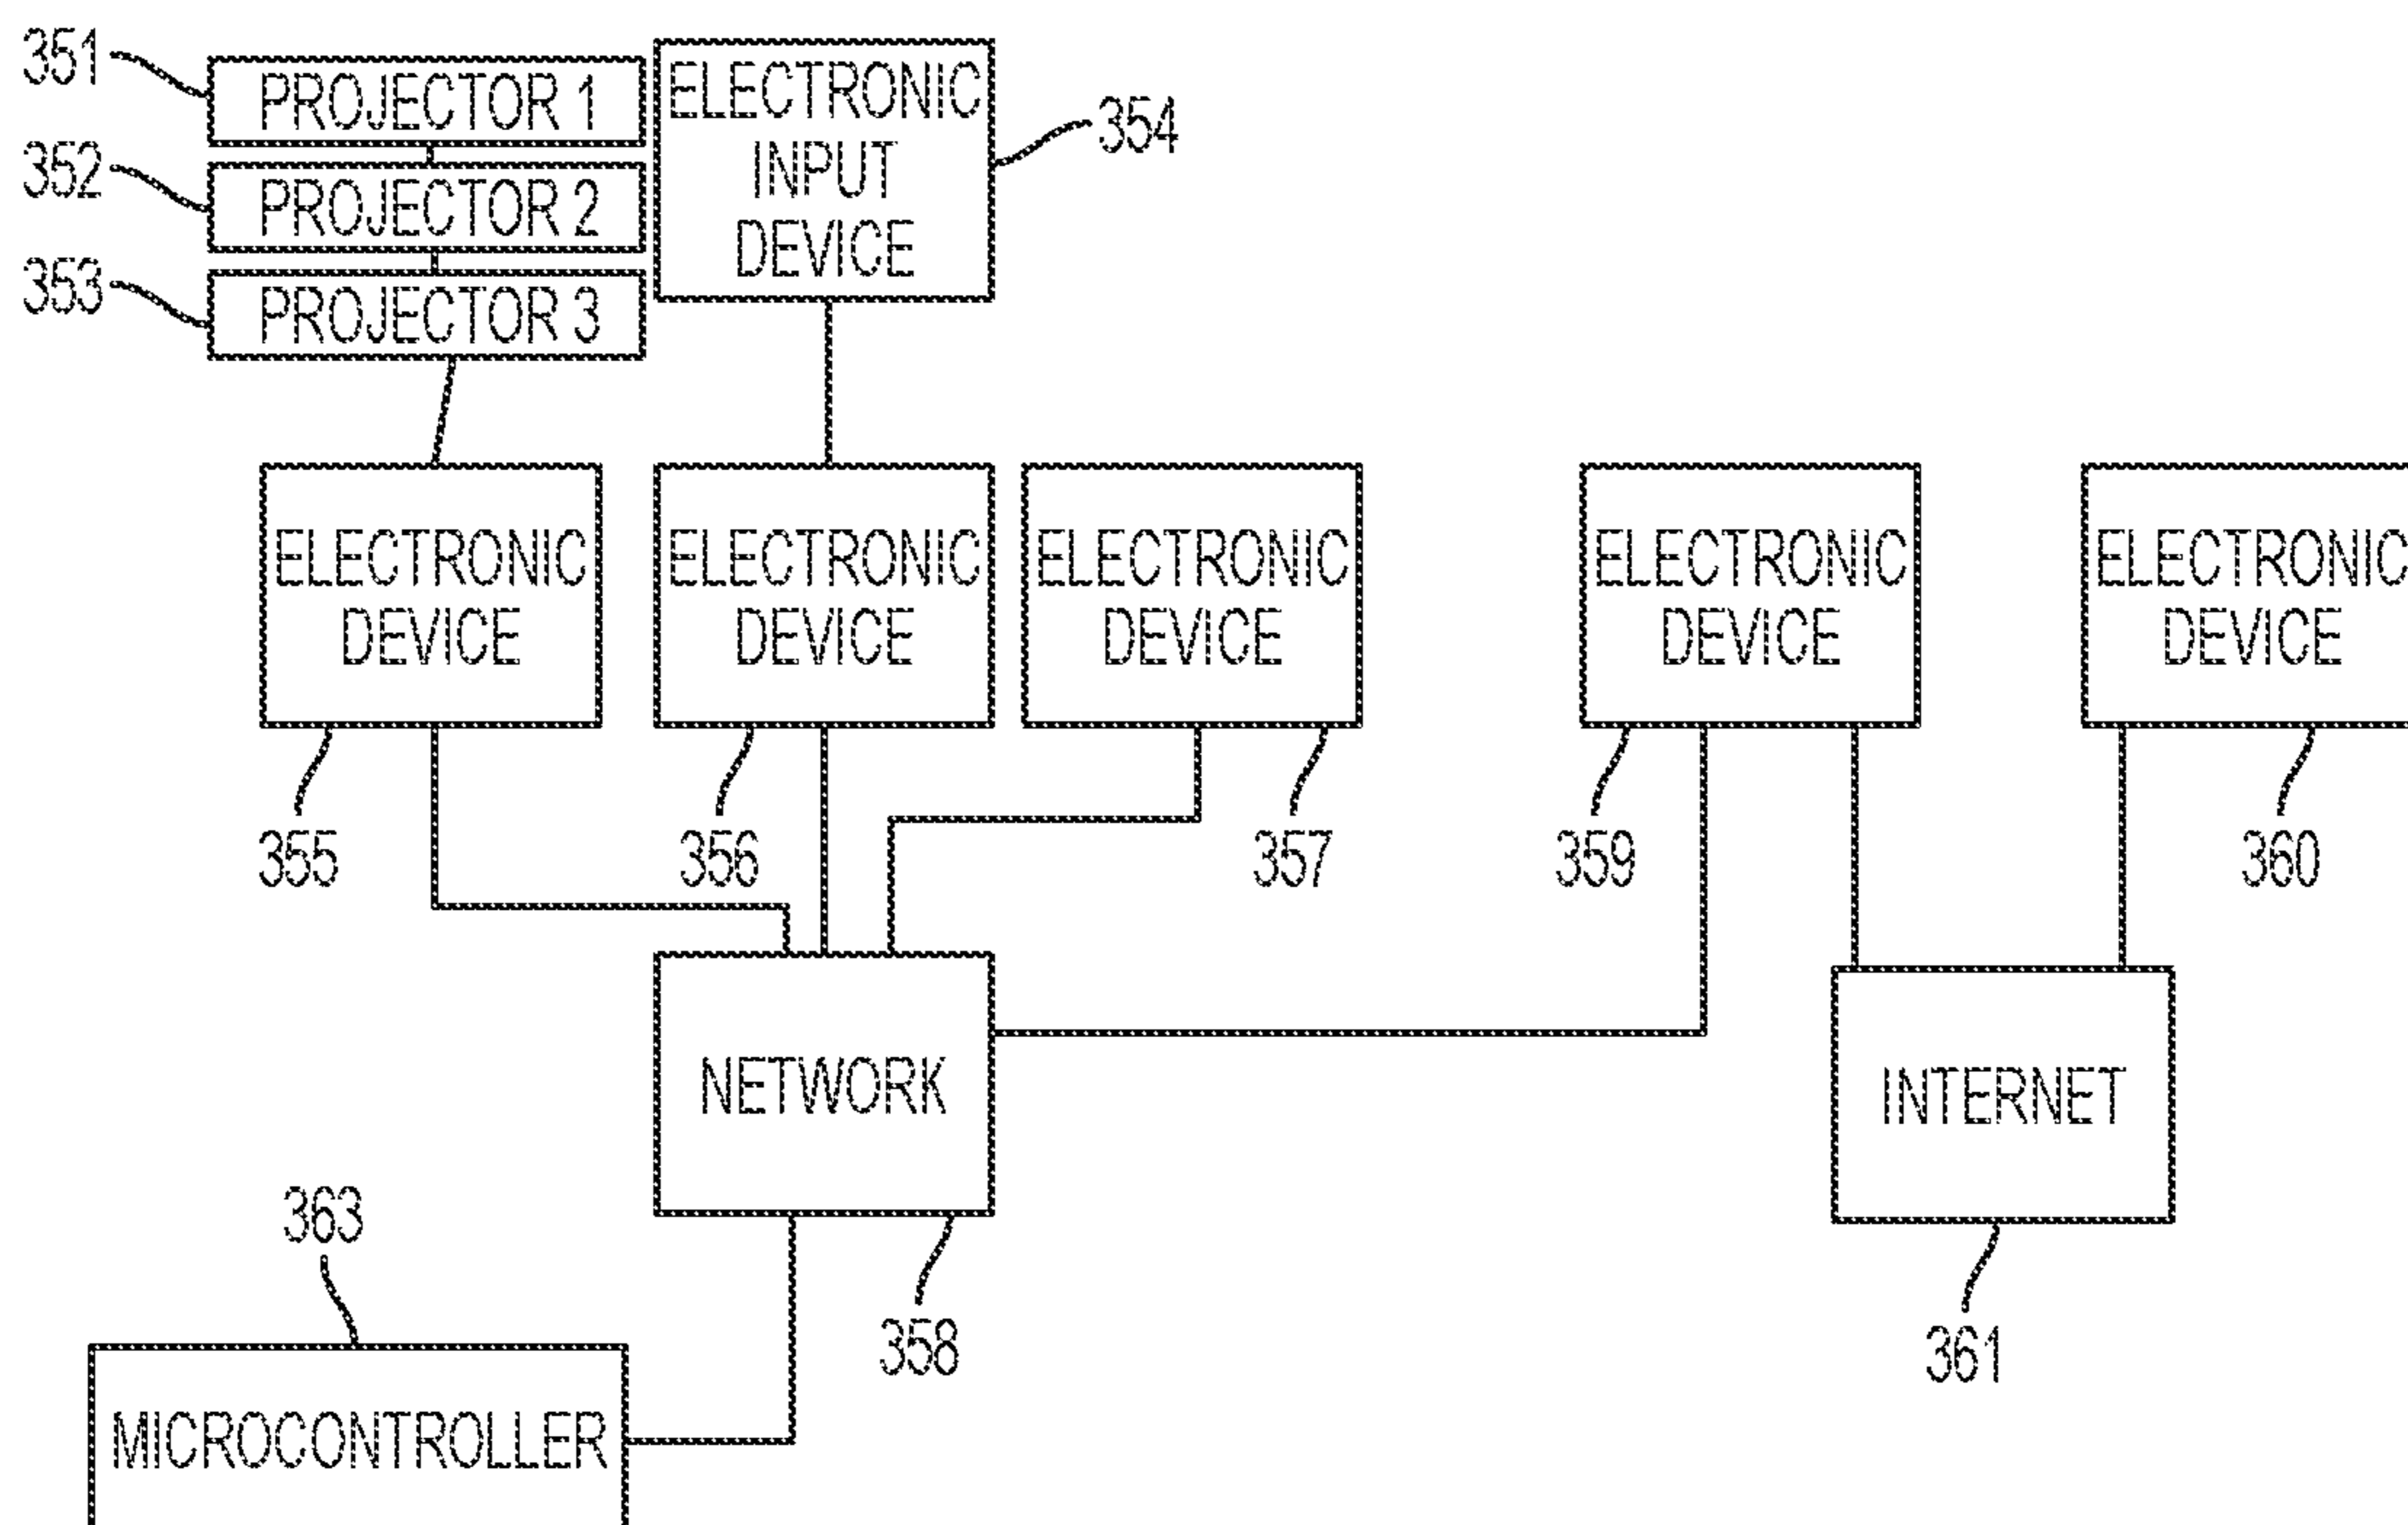 351
PROJECTOR 1
352
PROJECTOR 2
353
PROJECTOR 3
ELECTRONIC
INPUT
DEVICE
354
ELECTRONIC
DEVICE
355
ELECTRONIC
DEVICE
356
ELECTRONIC
DEVICE
357
ELECTRONIC
DEVICE
359
ELECTRONIC
DEVICE
360
NETWORK
358
INTERNET
361
363
MICROCONTROLLER